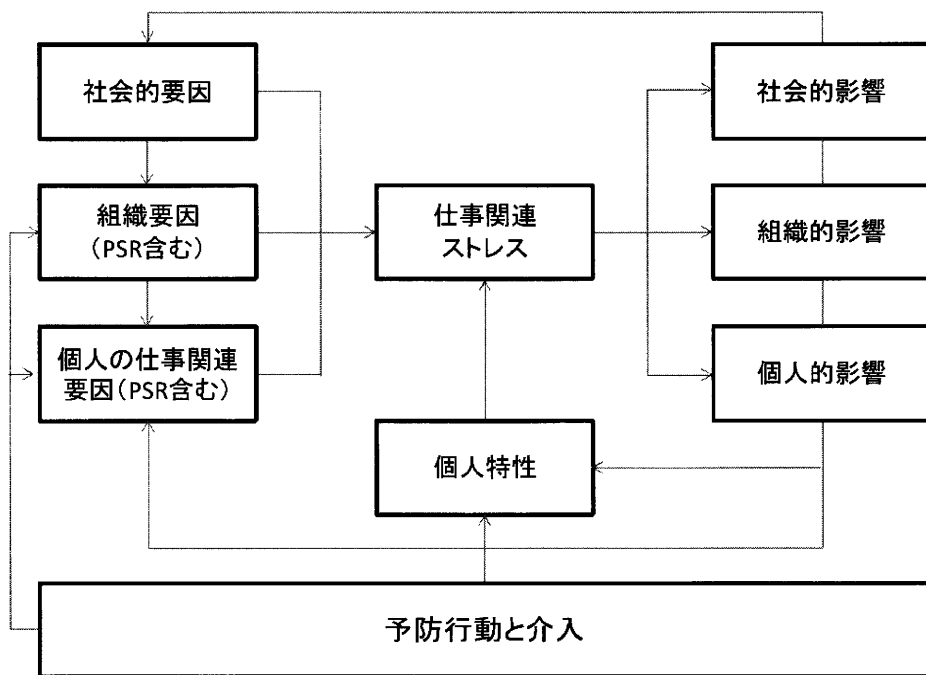 社会的要因
社会的影響
組織要因
（PSR含む）
仕事関連
ストレス
組織的影響
個人の仕事関連
要因（PSR含む）
個人的影響
個人特性
予防行動と介入